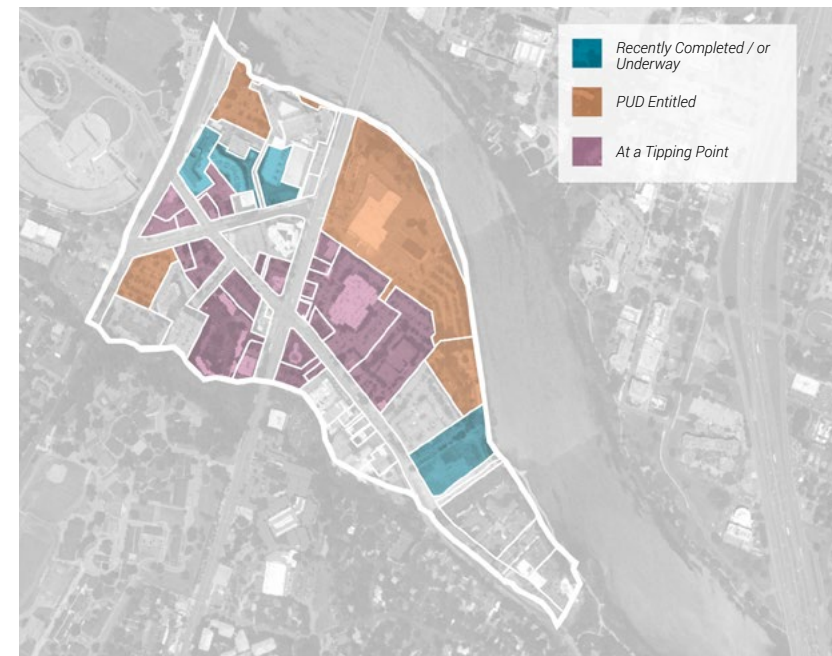 Recently Completed / or
Underway
PUD Entitled
At a Tipping Point